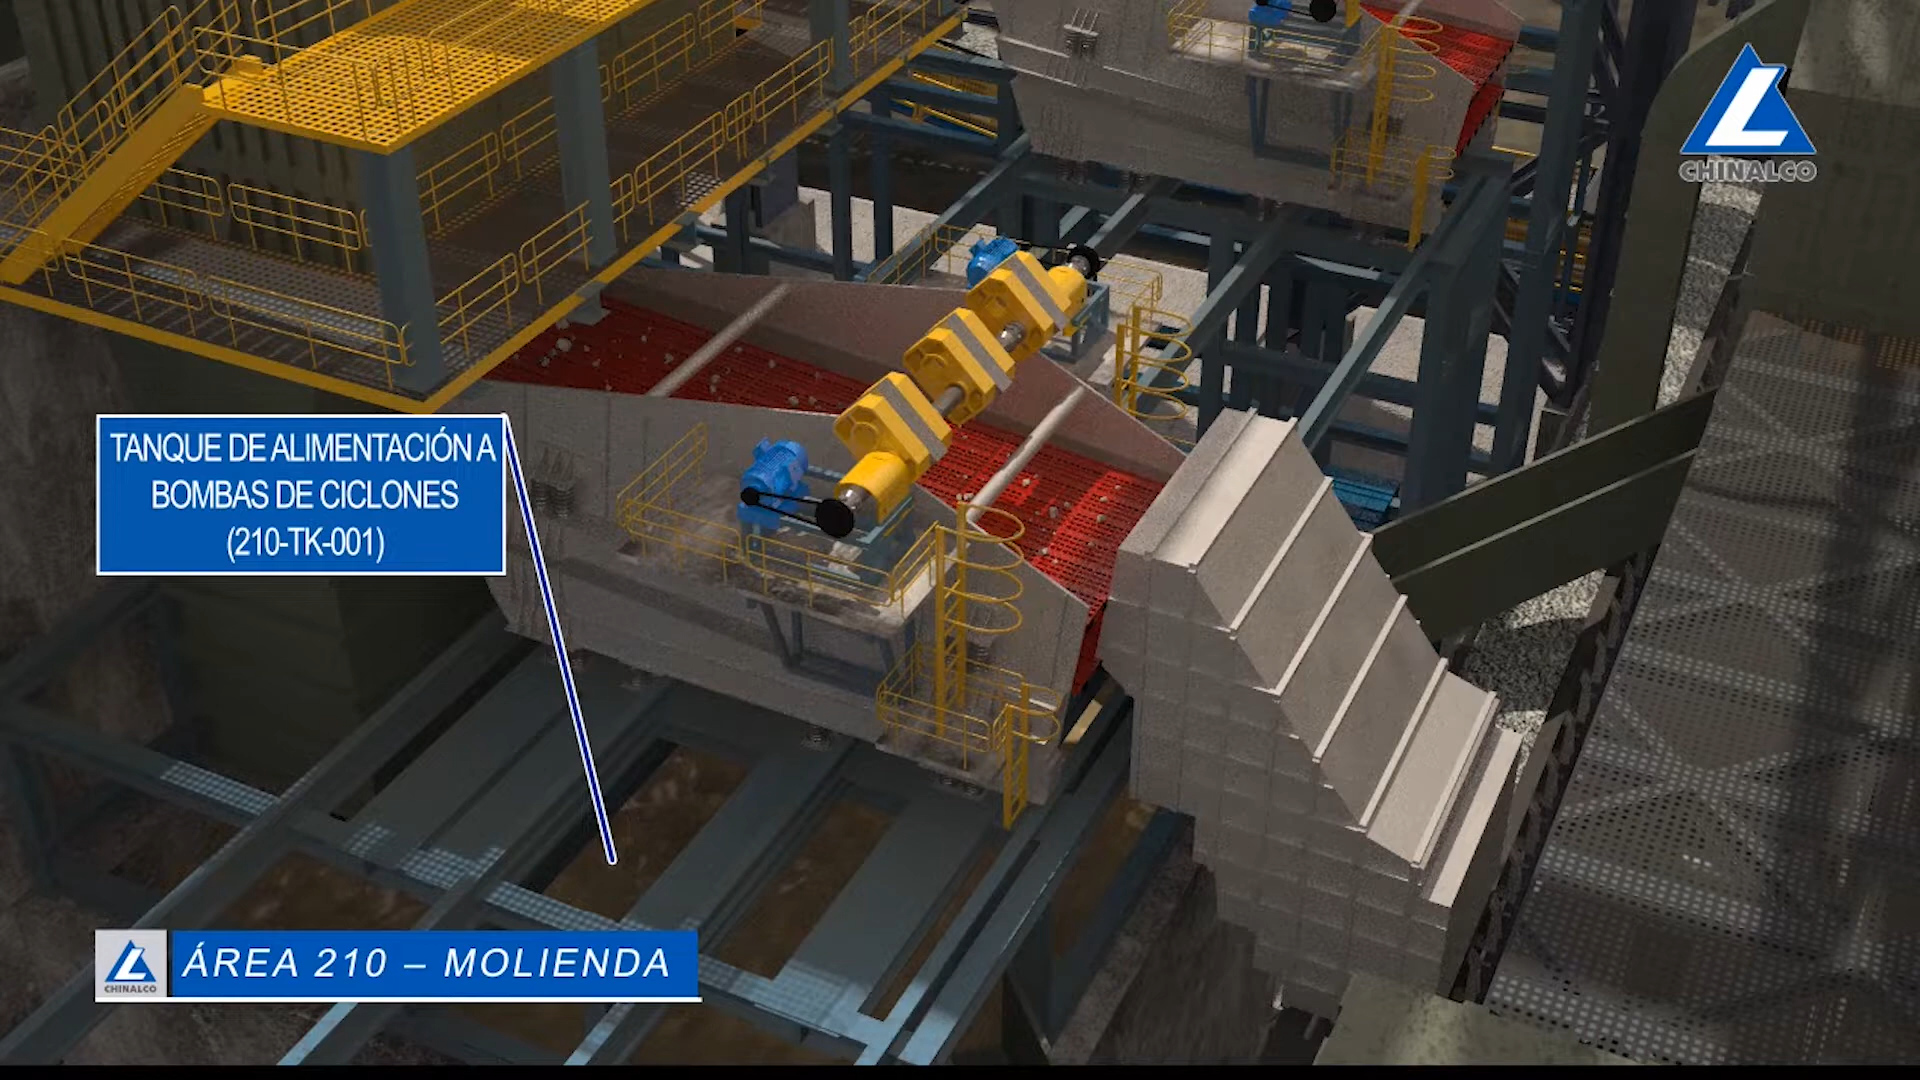 CHINALCO
TANQUE DE ALIMENTACIÓN A
BOMBAS DE CICLONES
(210-TK-001)
CHINALCO
ÁREA 210 – MOLIENDA